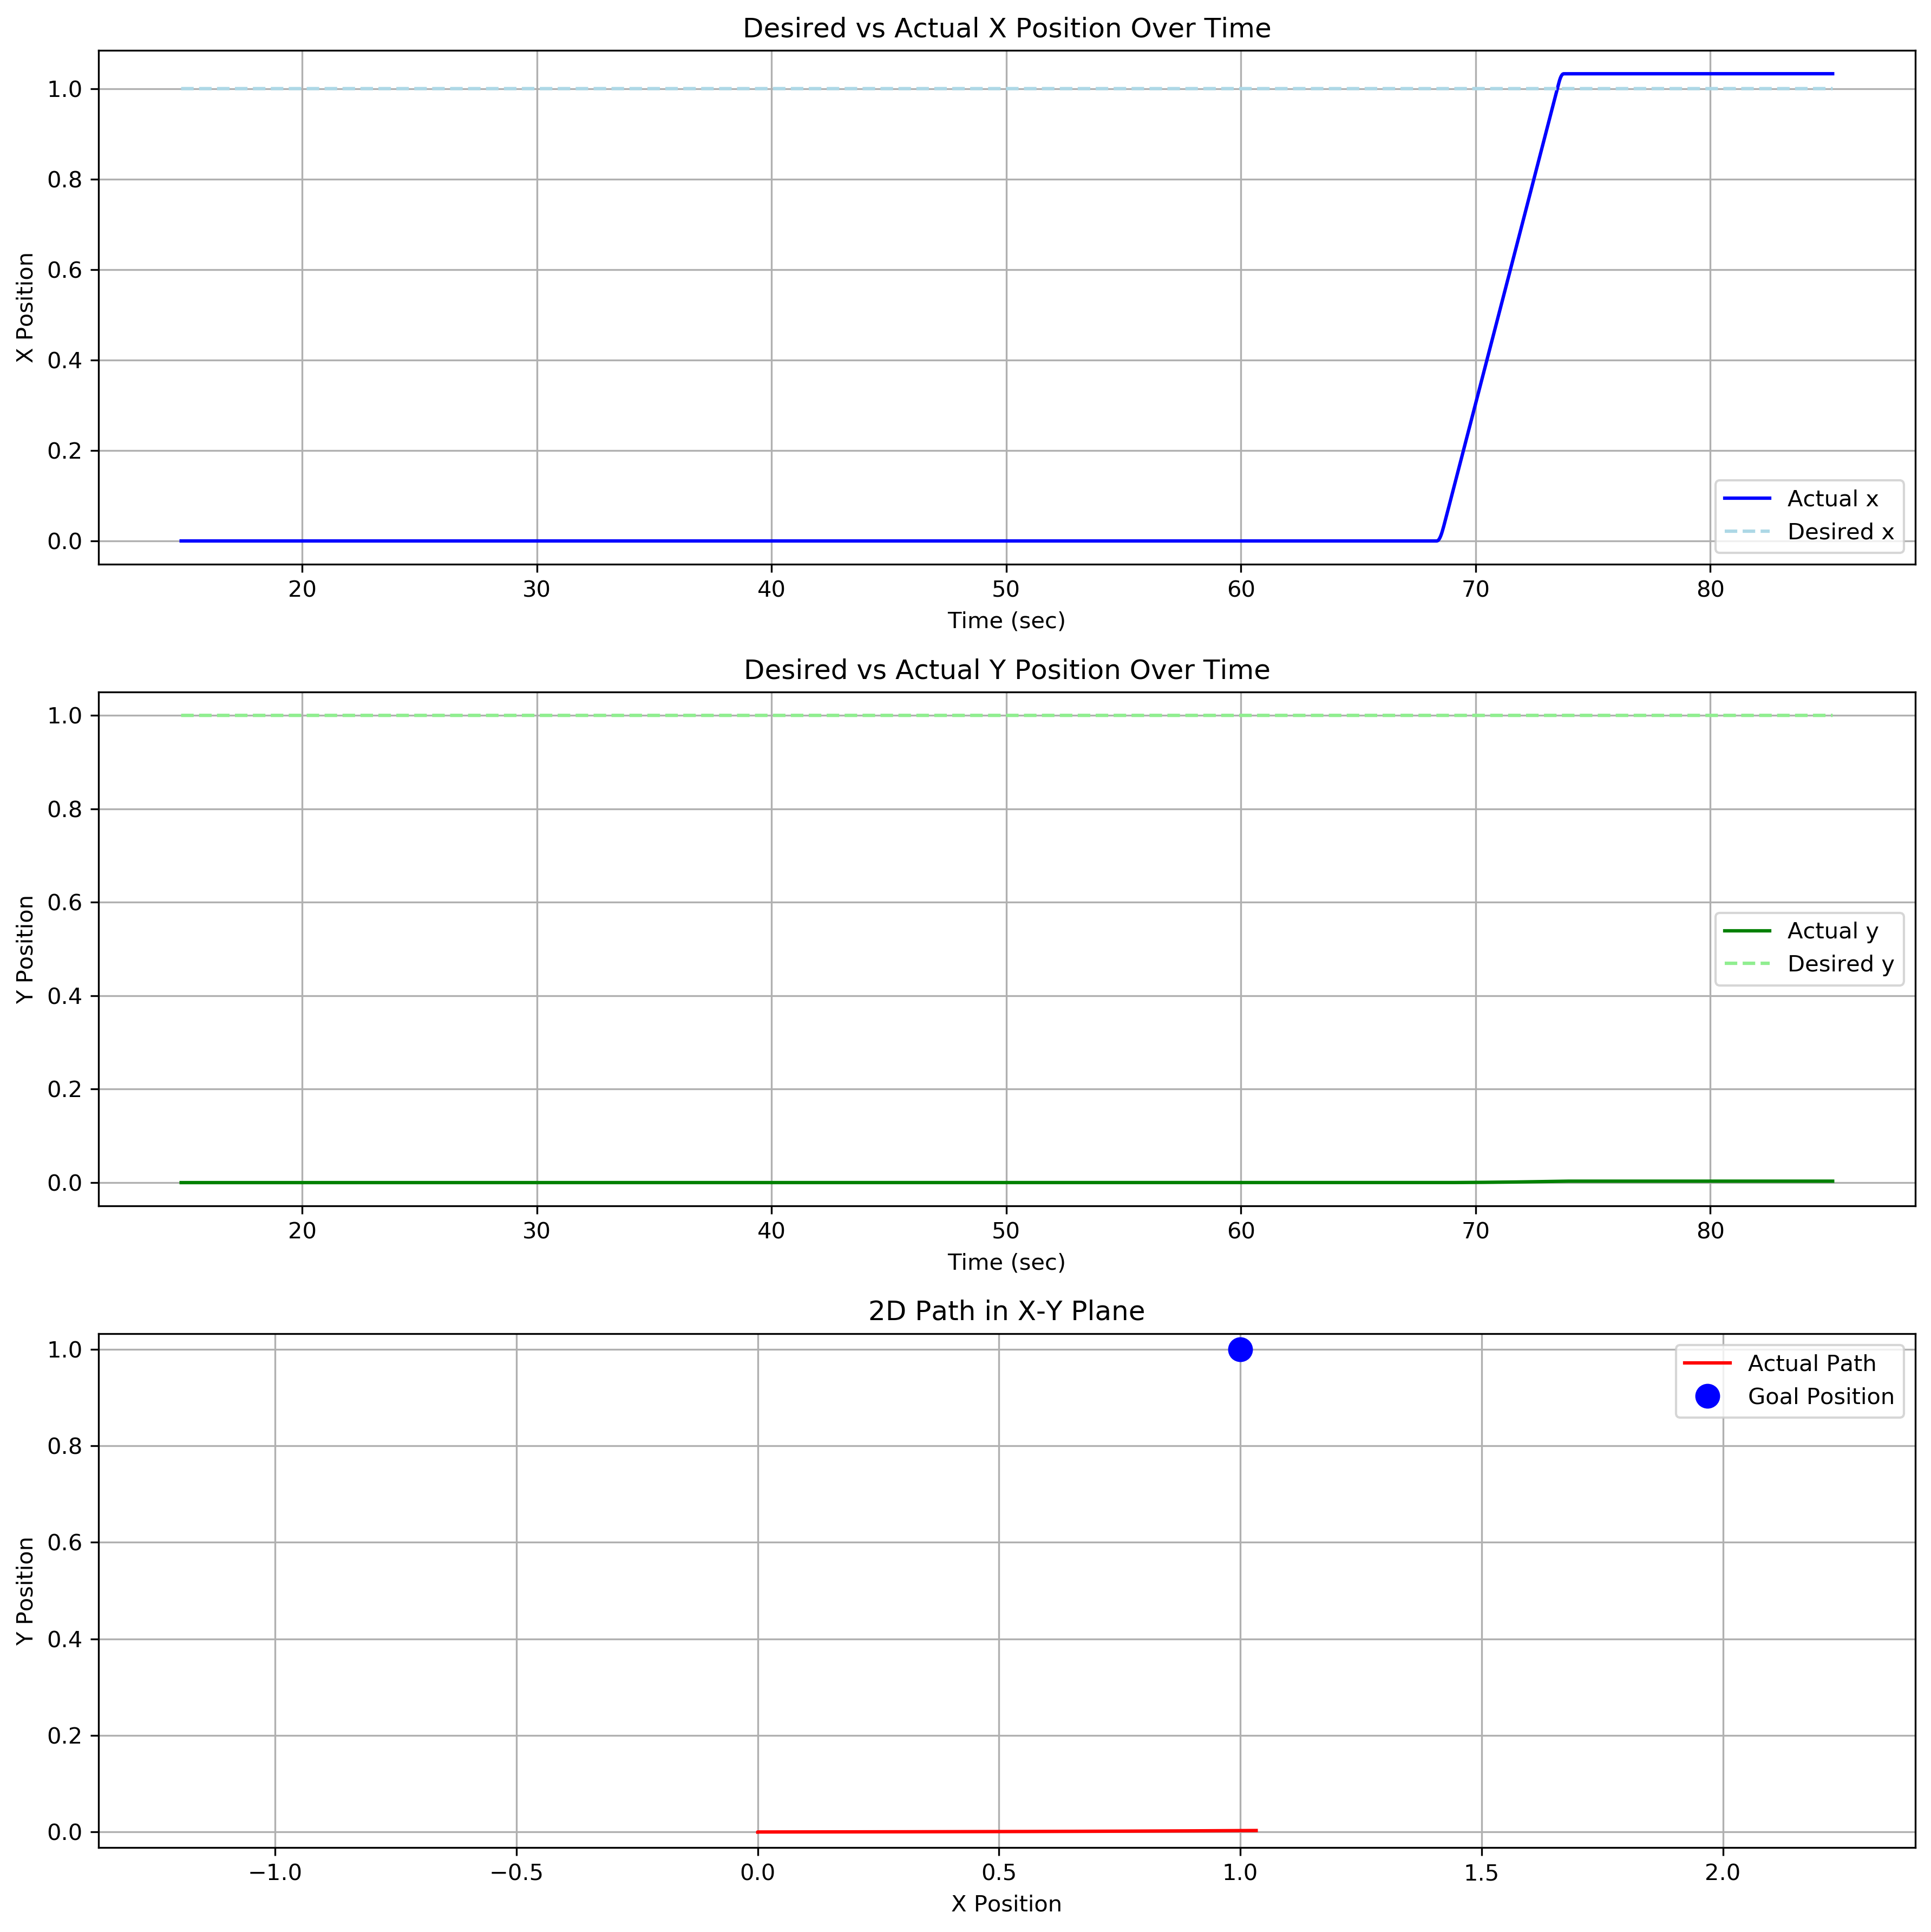 Desired vs Actual X Position Over Time
X Position
1.0
0.8
0.6
0.4
0.2
0.0
Actual x
Desired x
20 30 40 50 60 70 80
Time (sec)
Desired vs Actual Y Position Over Time
Y Position
1.0
0.8
0.6
0.4
0.2
0.0
Actual y
Desired y
20 30 40 50 60 70 80
Time (sec)
2D Path in X-Y Plane
Y Position
1.0
0.8
0.6
0.4
0.2
0.0
Actual Path
Goal Position
−1.0 −0.5 0.0 0.5 1.0 1.5 2.0
X Position